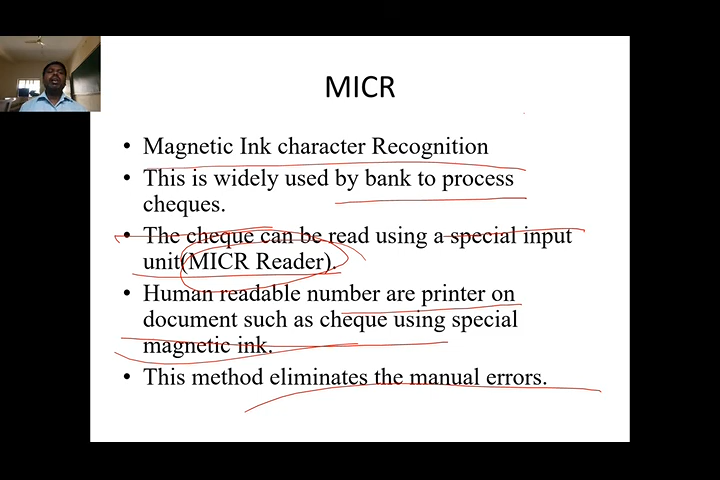 MICR
• Magnetic Ink character Recognition
• This is widely used by bank to process
cheques.
• The cheque can be read using a special input
unit(MICR Reader).
• Human readable number are printer on
document such as cheque using special
magnetic ink.
• This method eliminates the manual errors.